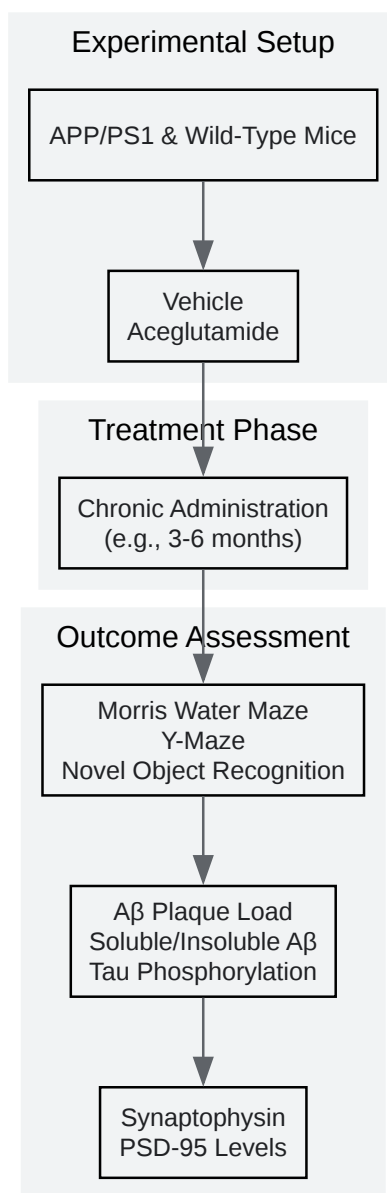 Experimental Setup
APP/PS1 & Wild-Type Mice
Vehicle
Aceglutamide
Treatment Phase
Chronic Administration
(e.g., 3-6 months)
Outcome Assessment
Morris Water Maze
Y-Maze
Novel Object Recognition
Aβ Plaque Load
Soluble/Insoluble Aβ
Tau Phosphorylation
Synaptophysin
PSD-95 Levels